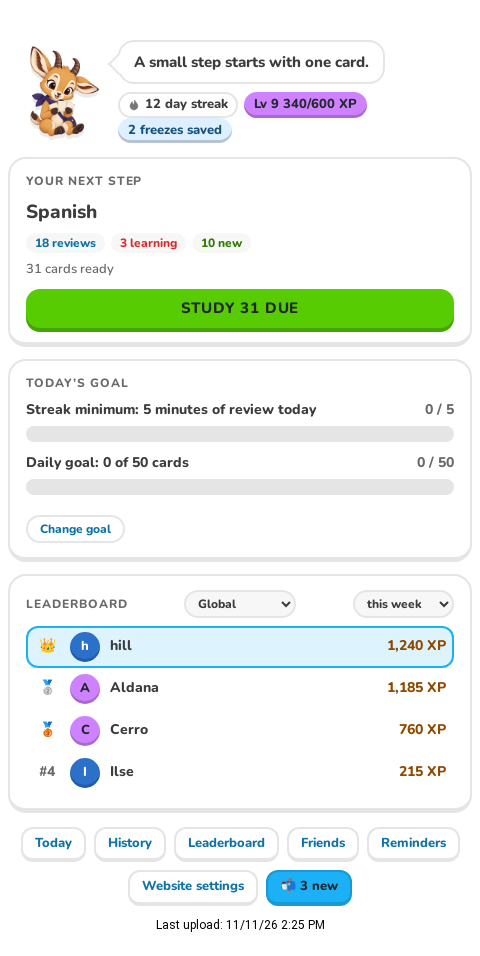 A small step starts with one card.
12 day streak
Lv 9 340/600 XP
2 freezes saved
YOUR NEXT STEP
Spanish
18 reviews
3 learning
10 new
31 cards ready
STUDY 31 DUE
TODAY'S GOAL
Streak minimum: 5 minutes of review today
0 / 5
Daily goal: 0 of 50 cards
0 / 50
Change goal
LEADERBOARD
Global
this week
h hill 1,240 XP
A Aldana 1,185 XP
C Cerro 760 XP
#4 I Ilse 215 XP
Today
History
Leaderboard
Friends
Reminders
Website settings
3 new
Last upload: 11/11/26 2:25 PM